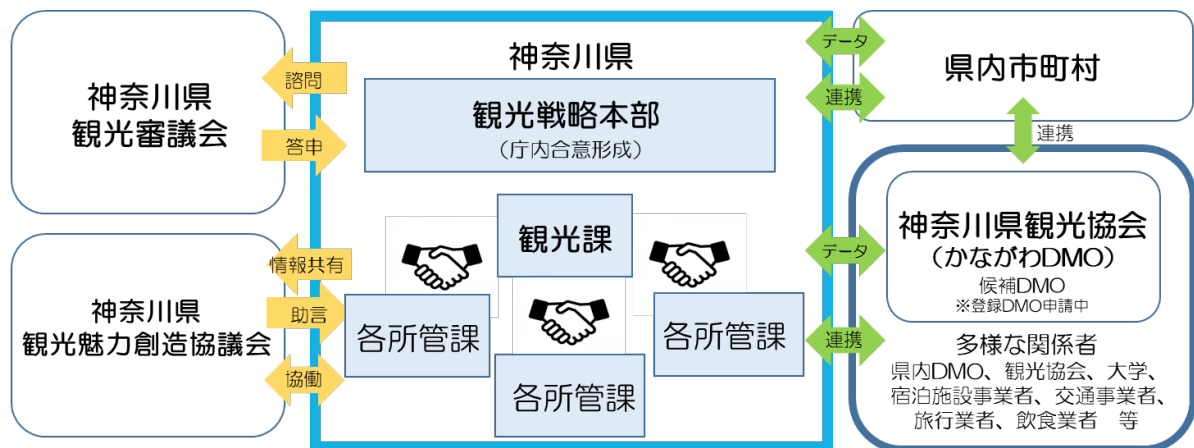 神奈川県
観光審議会
諮問
答申
神奈川県
観光戦略本部
（庁内合意形成）
データ
連携
県内市町村
連携
神奈川県
観光魅力創造協議会
情報共有
助言
協働
観光課
各所管課
各所管課
各所管課
データ
連携
神奈川県観光協会
（かながわDMO）
候補DMO
※登録DMO申請中
多様な関係者
県内DMO、観光協会、大学、
宿泊施設事業者、交通事業者、
旅行業者、飲食業者　等